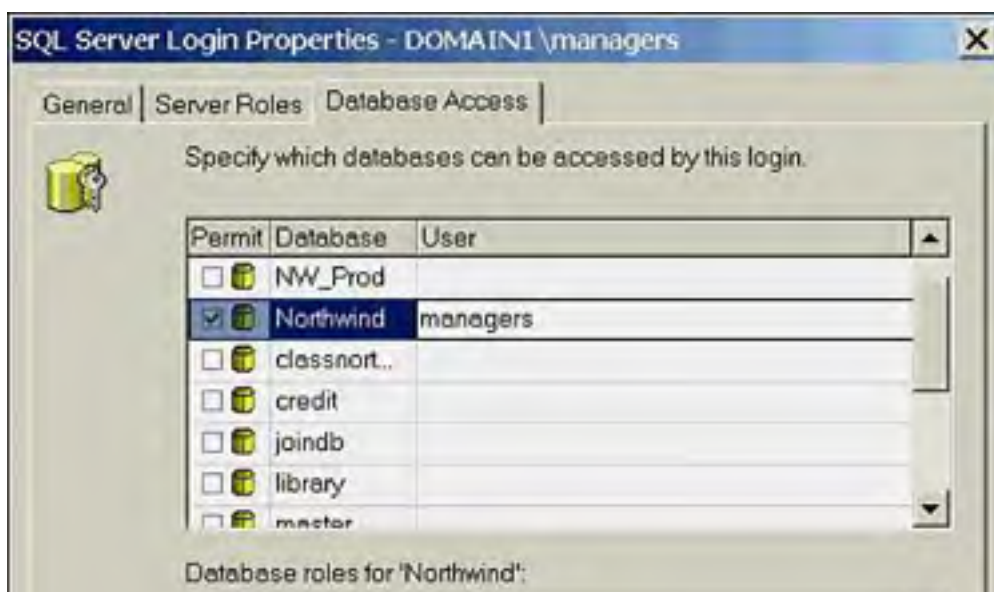 SQL Server Login Properties - DOMAIN1\managers
General Server Roles Database Access
Specify which databases can be accessed by this login.
Permit Database User
NW_Prod
Northwind managers
classnort...
credit
joindb
library
master
Database roles for 'Northwind':